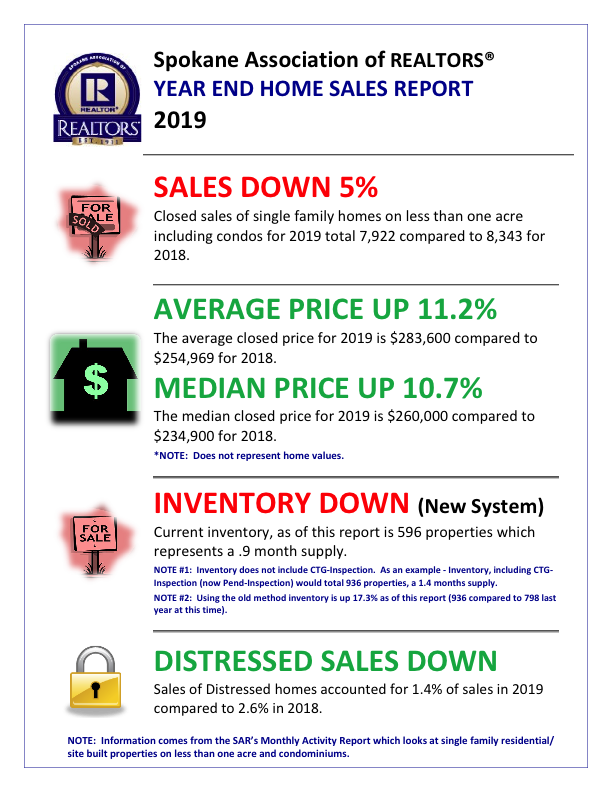 Spokane Association of REALTORS®
YEAR END HOME SALES REPORT
2019
SPOKANE ASSOCIATION OF
R
REALTOR®
REALTORS®
EST. 1911
SALES DOWN 5%
FOR
SALE
SOLD
Closed sales of single family homes on less than one acre
including condos for 2019 total 7,922 compared to 8,343 for
2018.
AVERAGE PRICE UP 11.2%
The average closed price for 2019 is $283,600 compared to
$254,969 for 2018.
$
MEDIAN PRICE UP 10.7%
The median closed price for 2019 is $260,000 compared to
$234,900 for 2018.
*NOTE:  Does not represent home values.
INVENTORY DOWN (New System)
FOR
SALE
Current inventory, as of this report is 596 properties which
represents a .9 month supply.
NOTE #1:  Inventory does not include CTG-Inspection.  As an example - Inventory, including CTG-
Inspection (now Pend-Inspection) would total 936 properties, a 1.4 months supply.
NOTE #2:  Using the old method inventory is up 17.3% as of this report (936 compared to 798 last
year at this time).
DISTRESSED SALES DOWN
Sales of Distressed homes accounted for 1.4% of sales in 2019
compared to 2.6% in 2018.
NOTE:  Information comes from the SAR’s Monthly Activity Report which looks at single family residential/
site built properties on less than one acre and condominiums.